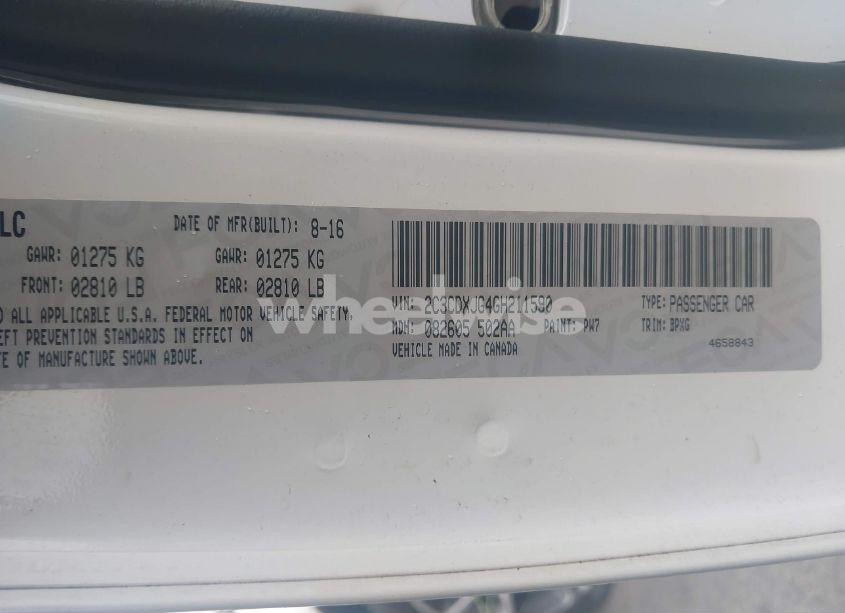 LC
DATE OF MFR(BUILT): 8-16
GAWR: 01275 KG GAWR: 01275 KG
FRONT: 02810 LB REAR: 02810 LB
O ALL APPLICABLE U.S.A. FEDERAL MOTOR VEHICLE SAFETY,
EFT PREVENTION STANDARDS IN EFFECT ON
TE OF MANUFACTURE SHOWN ABOVE.
VIN: 2C3CDXJG4GH211590 TYPE: PASSENGER CAR
MDH: 082605 502AA PAINT: PW7 TRIM: BPXG
VEHICLE MADE IN CANADA
4658843